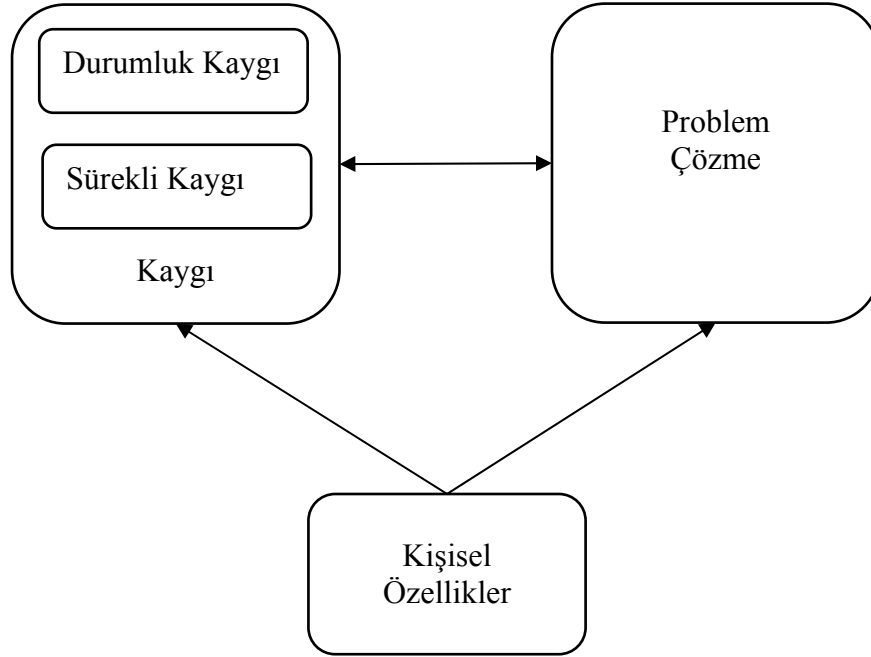 Durumluk Kaygı
Sürekli Kaygı
Kaygı
Problem
Çözme
Kişisel
Özellikler